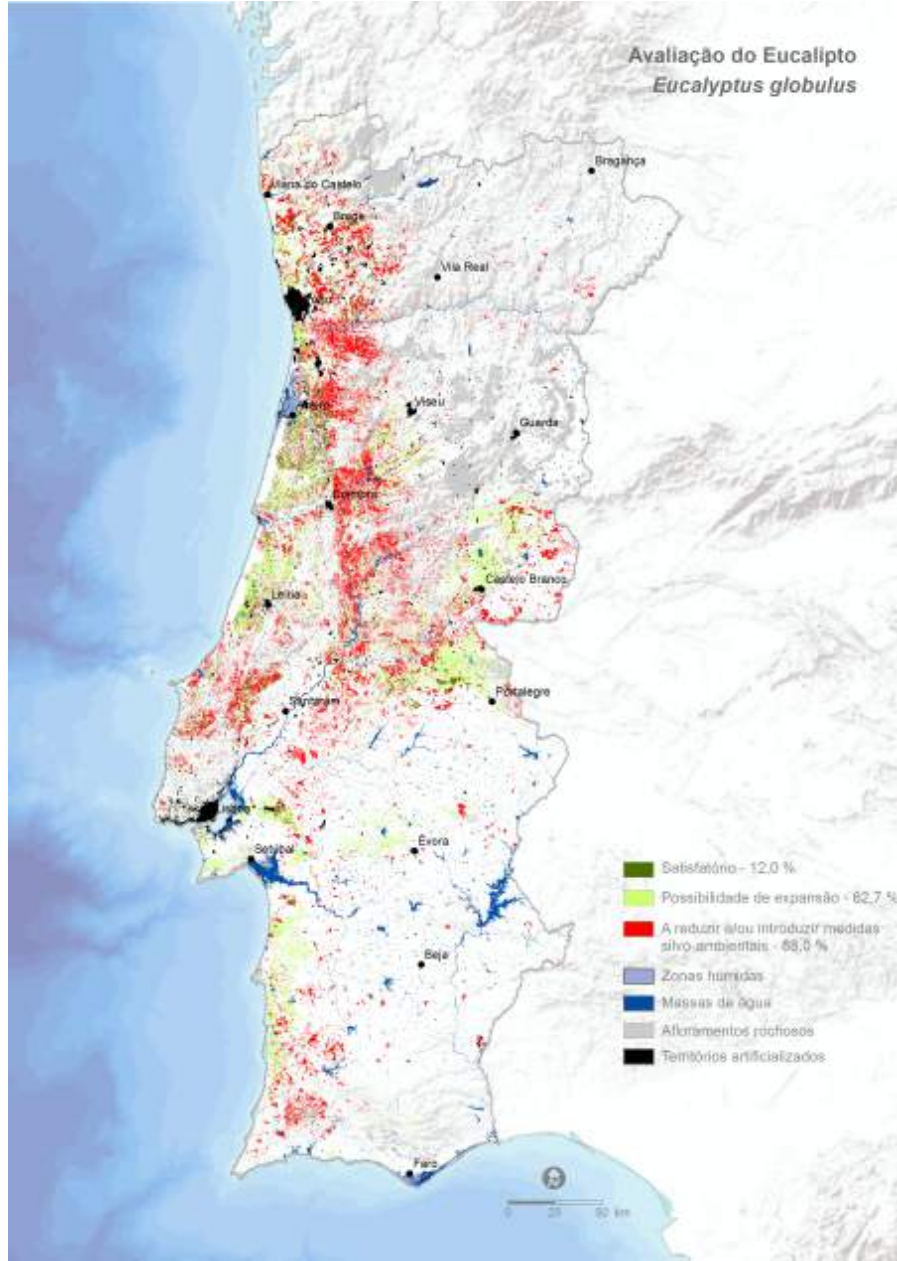 Avaliação do Eucalipto
Eucalyptus globulus
Bragança
Viana do Castelo
Braga
Vila Real
Viseu
Guarda
Coimbra
Castelo Branco
Leiria
Portalegre
Santarém
Évora
Setúbal
Satisfatório - 12,0 %
Possibilidade de expansão - 62,7 %
A reduzir e/ou introduzir medidas
silvo-ambientais - 88,0 %
Beja
Zonas húmidas
Massas de água
Afloramentos rochosos
Territórios artificializados
Faro
0 25 50 km